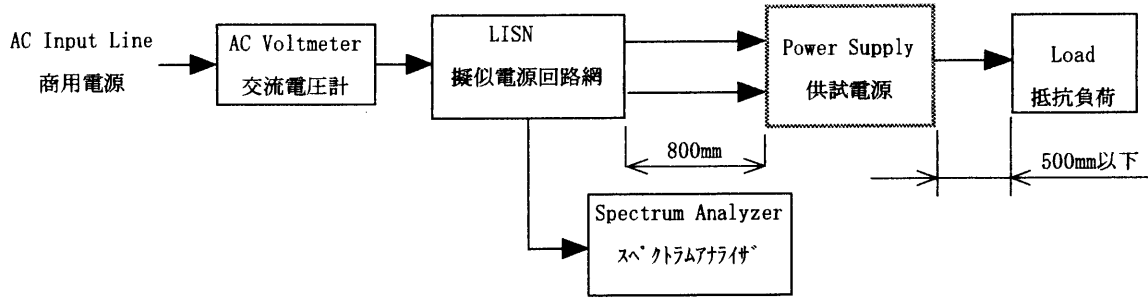 AC Input Line
商用電源
AC Voltmeter
交流電圧計
LISN
擬似電源回路網
Power Supply
供試電源
Load
抵抗負荷
800mm
500mm以下
Spectrum Analyzer
ｽﾍﾟｸﾄﾗﾑｱﾅﾗｲｻﾞ